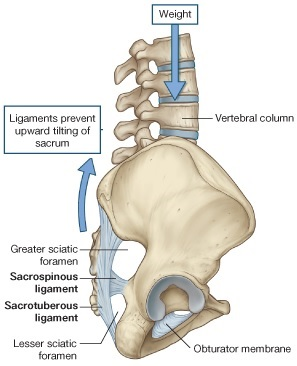 Weight
Ligaments prevent
upward tilting of
sacrum
Vertebral column
Greater sciatic
foramen
Sacrospinous
ligament
Sacrotuberous
ligament
Lesser sciatic
foramen
Obturator membrane